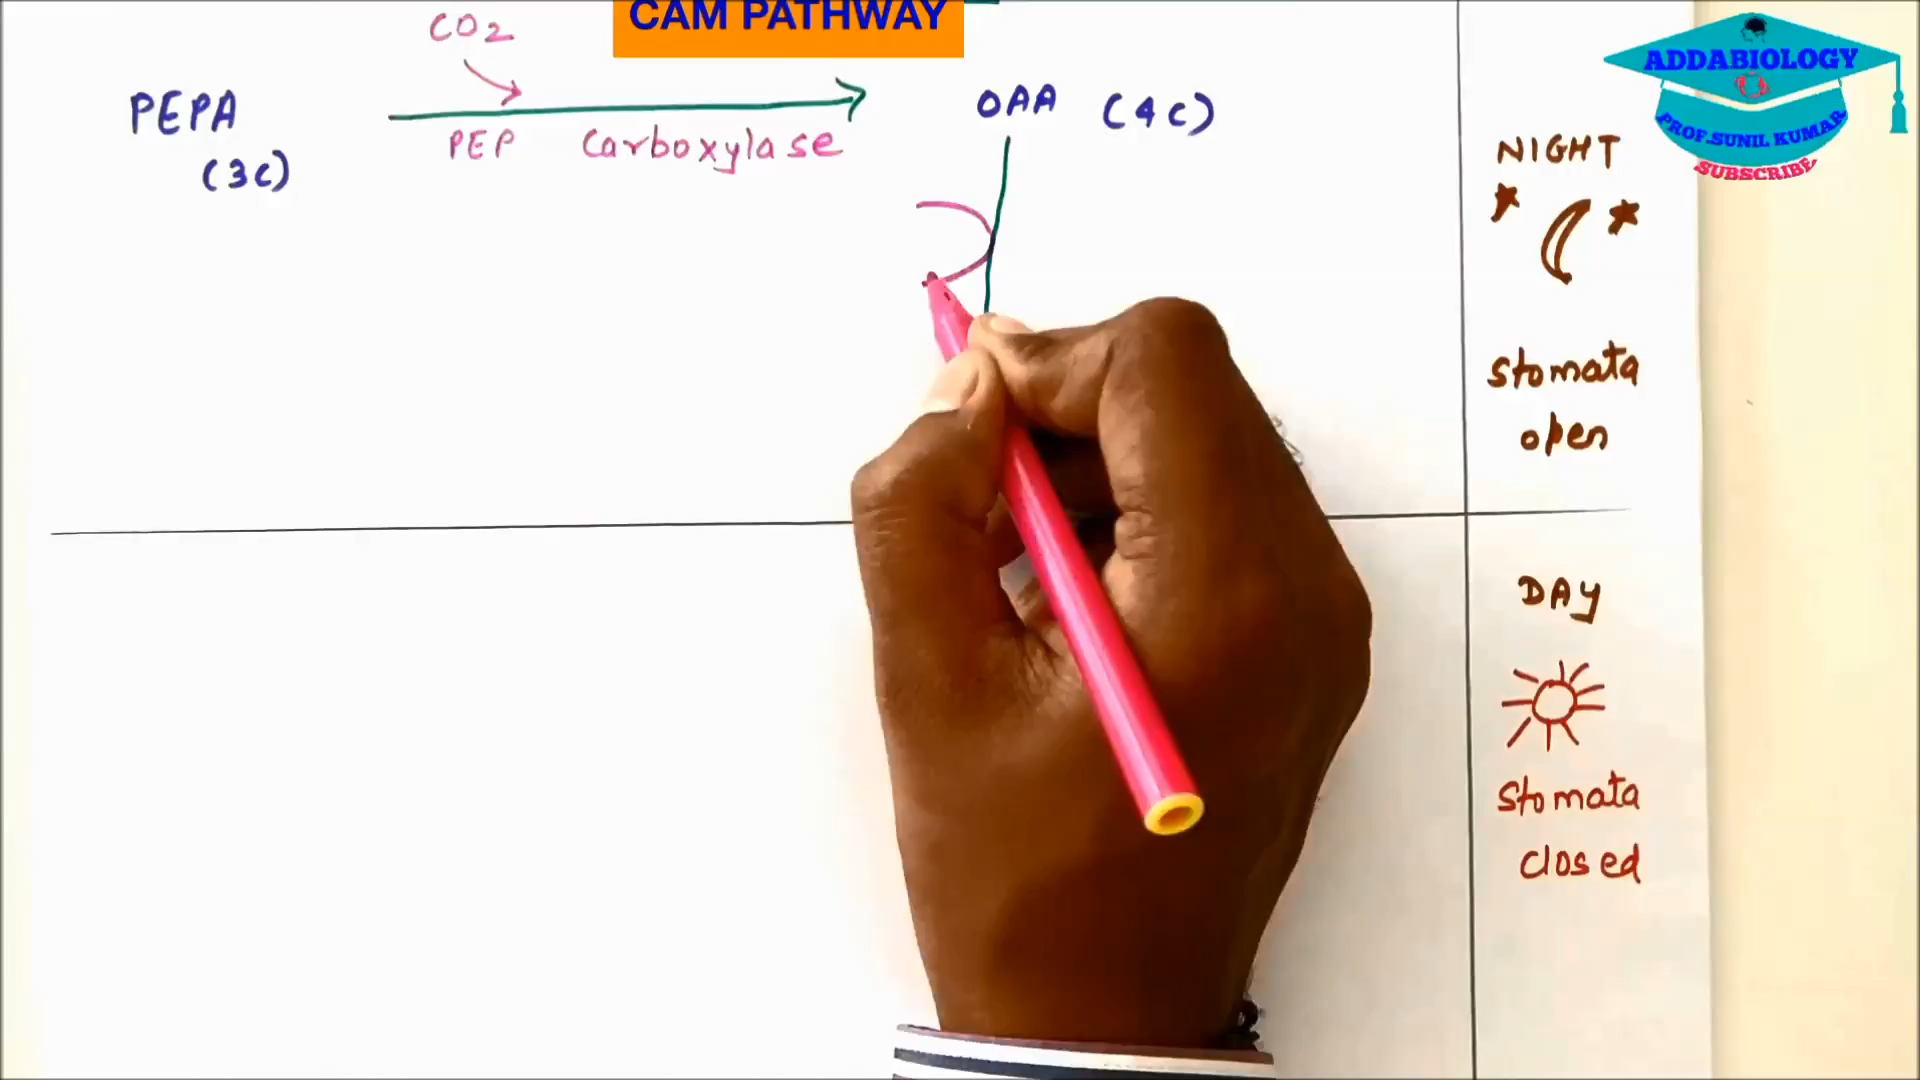 CAM PATHWAY
CO2
PEPA
(3C)
PEP Carboxylase
OAA (4C)
NIGHT
stomata
open
DAY
stomata
closed
ADDABIOLOGY
PROF.SUNIL KUMAR
SUBSCRIBE